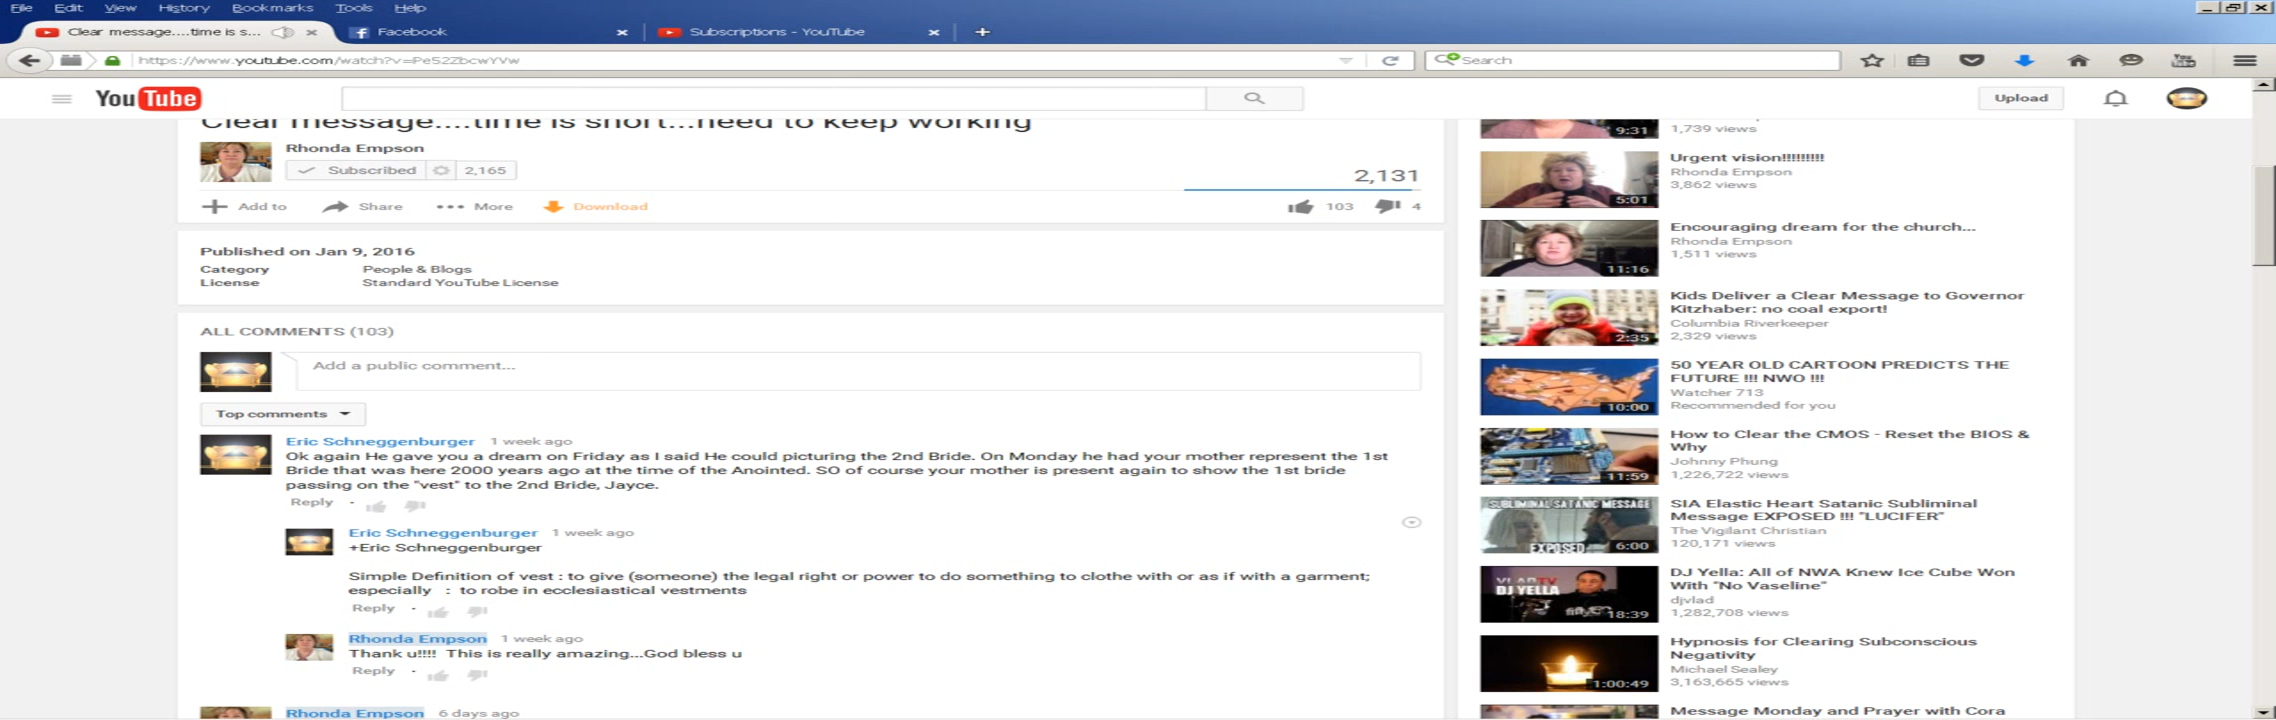 File Edit View History Bookmarks Tools Help
Clear message....time is s... Facebook Subscriptions - YouTube
https://www.youtube.com/watch?v=Pe52ZbcwYVw Search
YouTube Upload
Clear message....time is short...need to keep working
Rhonda Empson
Subscribed 2,165
2,131
Add to Share More Download 103 4
Published on Jan 9, 2016
Category People & Blogs
License Standard YouTube License
ALL COMMENTS (103)
Add a public comment...
Top comments
Eric Schneggenburger 1 week ago
Ok again He gave you a dream on Friday as I said He could picturing the 2nd Bride. On Monday he had your mother represent the 1st
Bride that was here 2000 years ago at the time of the Anointed. SO of course your mother is present again to show the 1st bride
passing on the "vest" to the 2nd Bride, Jayce.
Reply
Eric Schneggenburger 1 week ago
+Eric Schneggenburger
Simple Definition of vest : to give (someone) the legal right or power to do something to clothe with or as if with a garment;
especially : to robe in ecclesiastical vestments
Reply
Rhonda Empson 1 week ago
Thank u!!!! This is really amazing...God bless u
Reply
Rhonda Empson 6 days ago
9:31
1,739 views
Urgent vision!!!!!!!!!
Rhonda Empson
3,862 views
5:01
Encouraging dream for the church...
Rhonda Empson
1,511 views
11:16
Kids Deliver a Clear Message to Governor
Kitzhaber: no coal export!
Columbia Riverkeeper
2,329 views
2:35
50 YEAR OLD CARTOON PREDICTS THE
FUTURE !!! NWO !!!
Watcher 713
Recommended for you
10:00
How to Clear the CMOS - Reset the BIOS &
Why
Johnny Phung
1,226,722 views
11:59
SUBLIMINAL SATANIC MESSAGE
EXPOSED
6:00
SIA Elastic Heart Satanic Subliminal
Message EXPOSED !!! "LUCIFER"
The Vigilant Christian
120,171 views
VLADTV
DJ YELLA
18:39
DJ Yella: All of NWA Knew Ice Cube Won
With "No Vaseline"
djvlad
1,282,708 views
Hypnosis for Clearing Subconscious
Negativity
Michael Sealey
3,163,665 views
1:00:49
Message Monday and Prayer with Cora